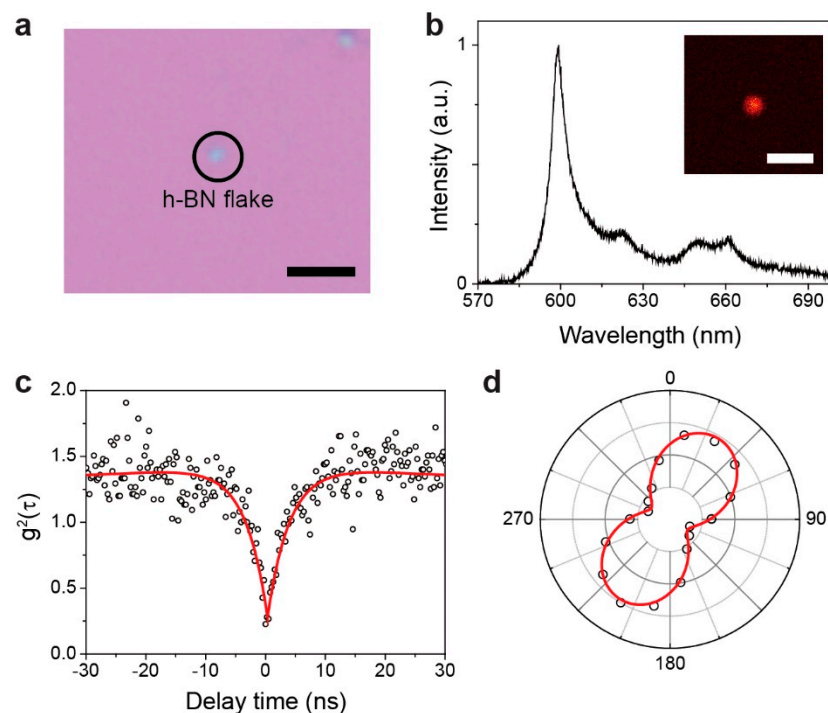 a
h-BN flake
b
Intensity (a.u.)
1
0
570 600 630 660 690
Wavelength (nm)
c
g²(τ)
2.0
1.5
1.0
0.5
0.0
-30 -20 -10 0 10 20 30
Delay time (ns)
d
0
270 90
180